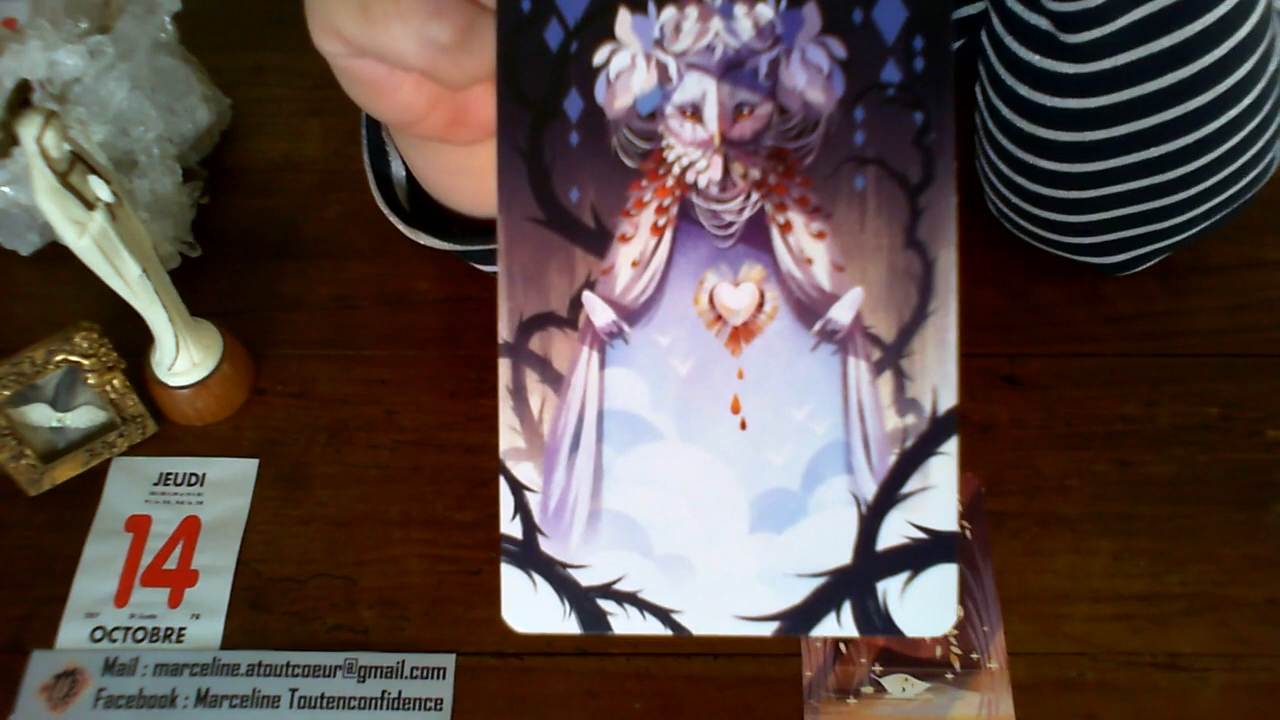 JEUDI
14
OCTOBRE
Mail : marceline.atoutcoeur@gmail.com
Facebook : Marceline Toutenconfidence